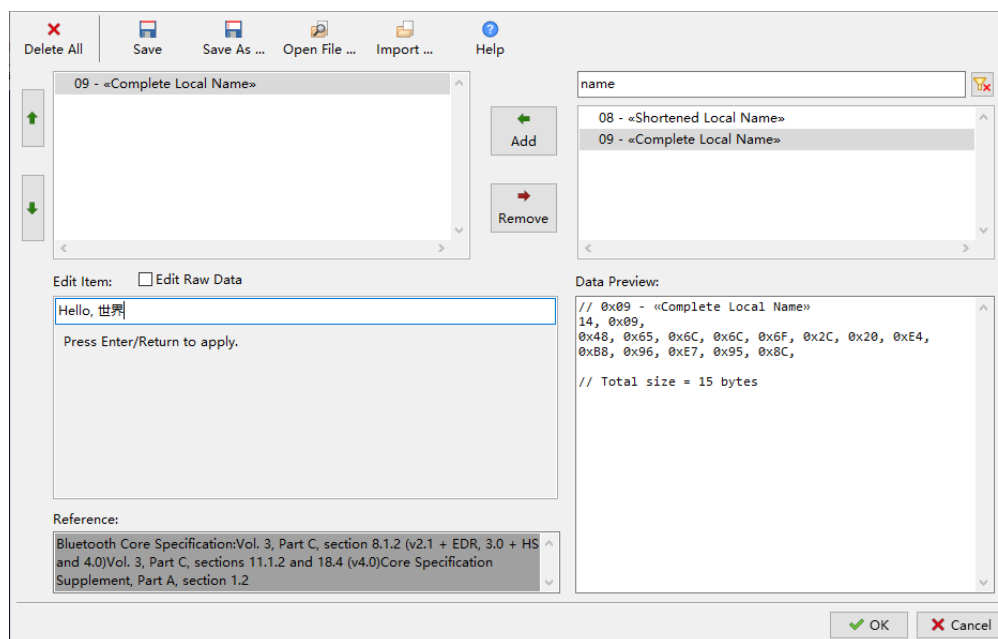 Delete All
Save
Save As ...
Open File ...
Import ...
Help
09 - «Complete Local Name»
name
Add
08 - «Shortened Local Name»
09 - «Complete Local Name»
Remove
Edit Item:
Edit Raw Data
Data Preview:
Hello, 世界
Press Enter/Return to apply.
// 0x09 - «Complete Local Name»
14, 0x09,
0x48, 0x65, 0x6C, 0x6C, 0x6F, 0x2C, 0x20, 0xE4,
0xB8, 0x96, 0xE7, 0x95, 0x8C,
// Total size = 15 bytes
Reference:
Bluetooth Core Specification:Vol. 3, Part C, section 8.1.2 (v2.1 + EDR, 3.0 + HS
and 4.0)Vol. 3, Part C, sections 11.1.2 and 18.4 (v4.0)Core Specification
Supplement, Part A, section 1.2
OK
Cancel